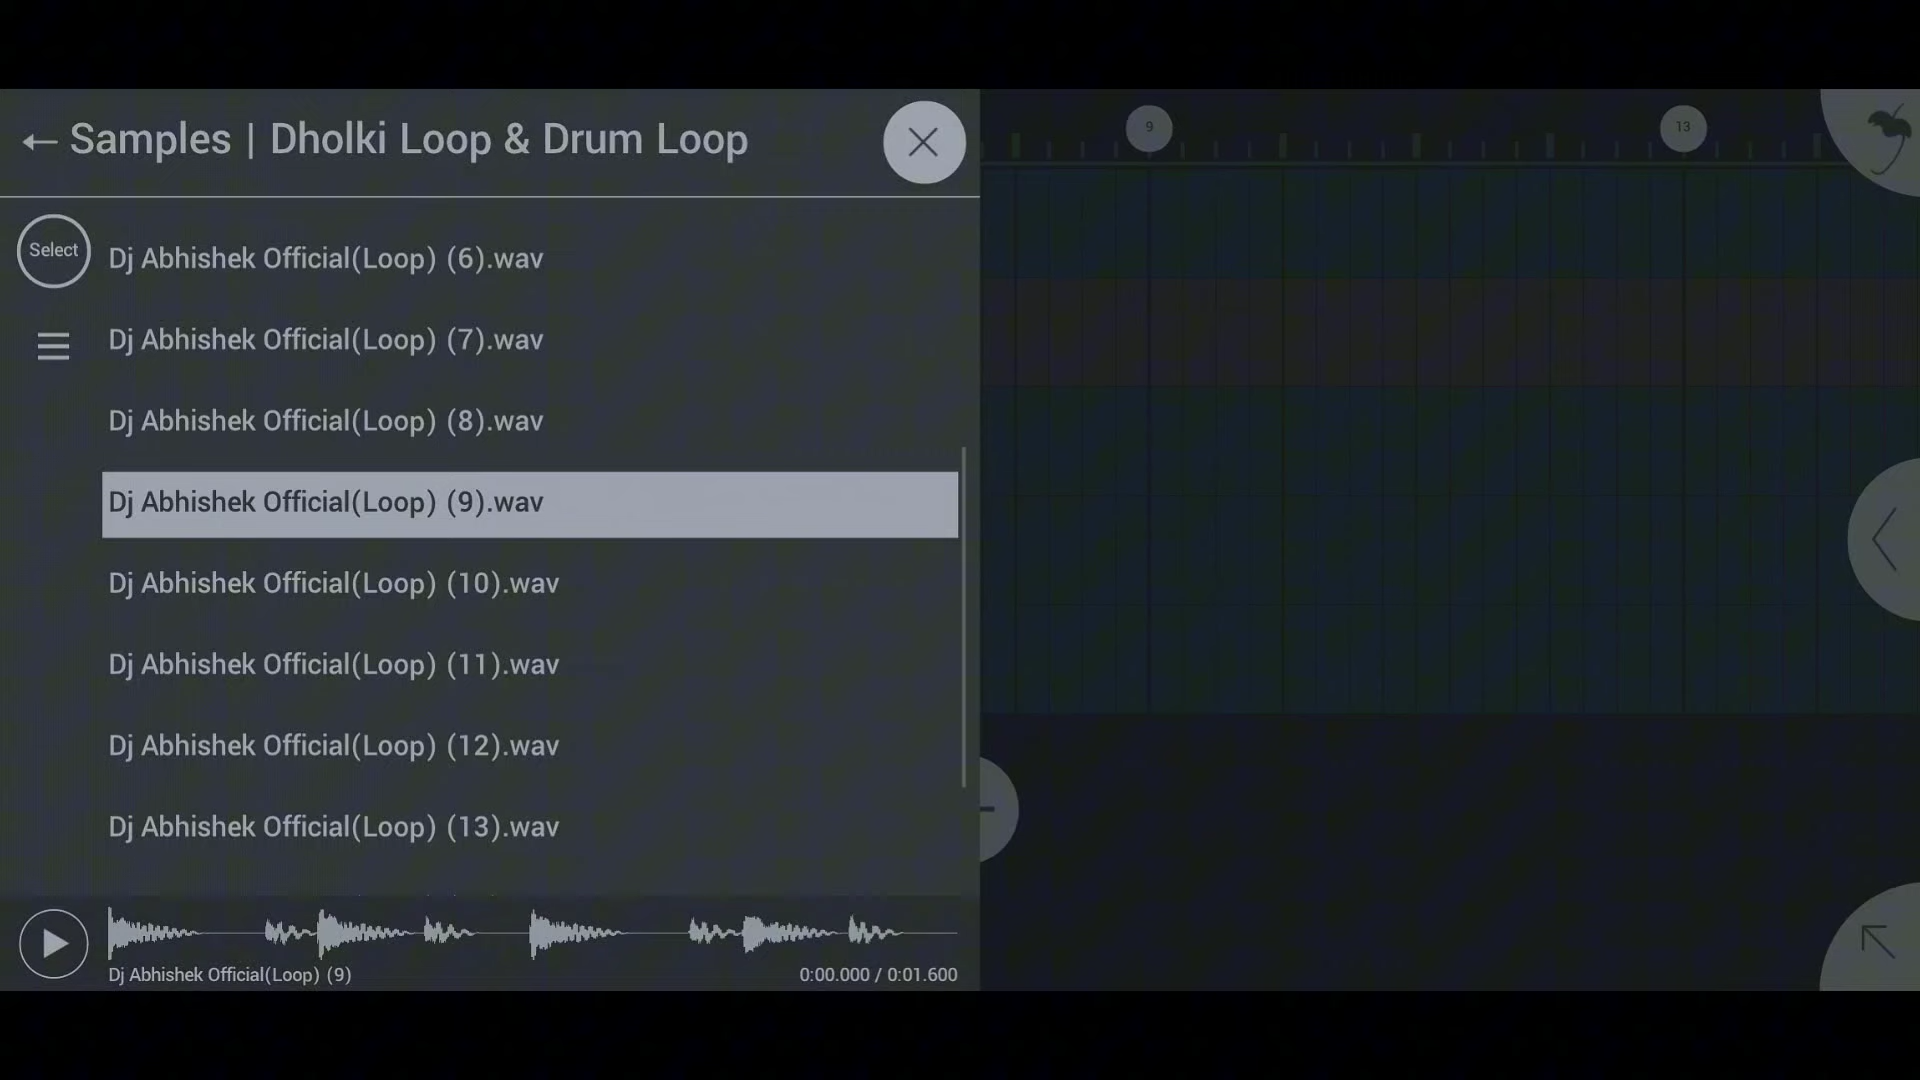 Samples | Dholki Loop & Drum Loop
9
13
Select
Dj Abhishek Official(Loop) (6).wav
Dj Abhishek Official(Loop) (7).wav
Dj Abhishek Official(Loop) (8).wav
Dj Abhishek Official(Loop) (9).wav
Dj Abhishek Official(Loop) (10).wav
Dj Abhishek Official(Loop) (11).wav
Dj Abhishek Official(Loop) (12).wav
Dj Abhishek Official(Loop) (13).wav
Dj Abhishek Official(Loop) (9)
0:00.000 / 0:01.600